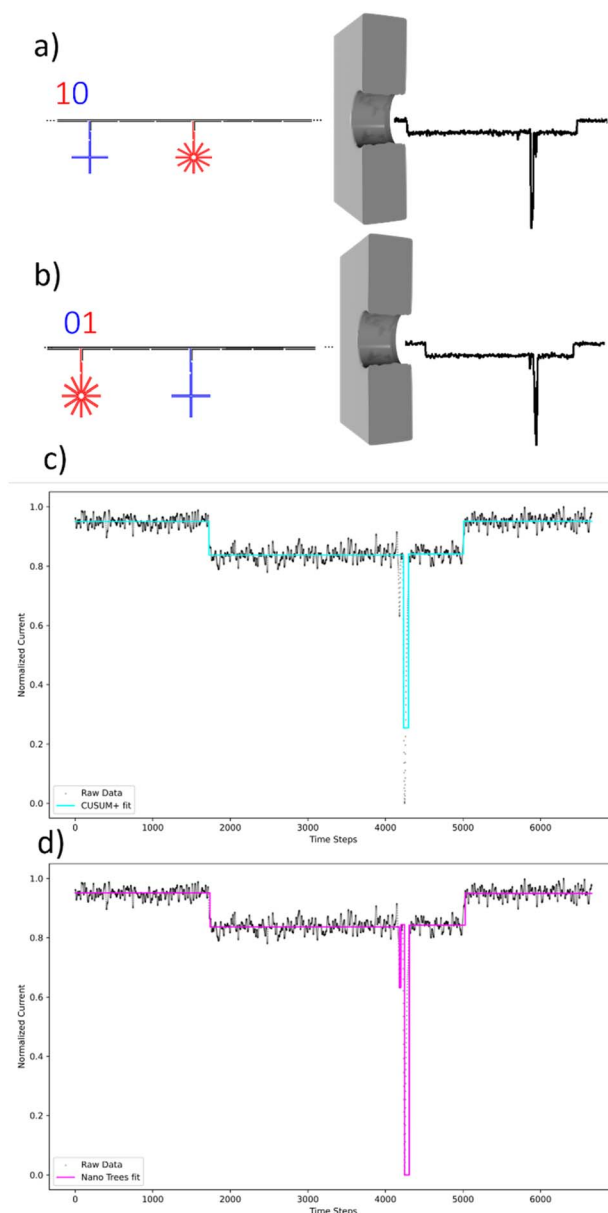 a)
10
b)
01
c)
1.0
0.8
0.6
0.4
0.2
0.0
Normalized Current
Raw Data
CUSUM+ fit
0 1000 2000 3000 4000 5000 6000
Time Steps
d)
1.0
0.8
0.6
0.4
0.2
0.0
Normalized Current
Raw Data
Nano Trees fit
0 1000 2000 3000 4000 5000 6000
Time Steps